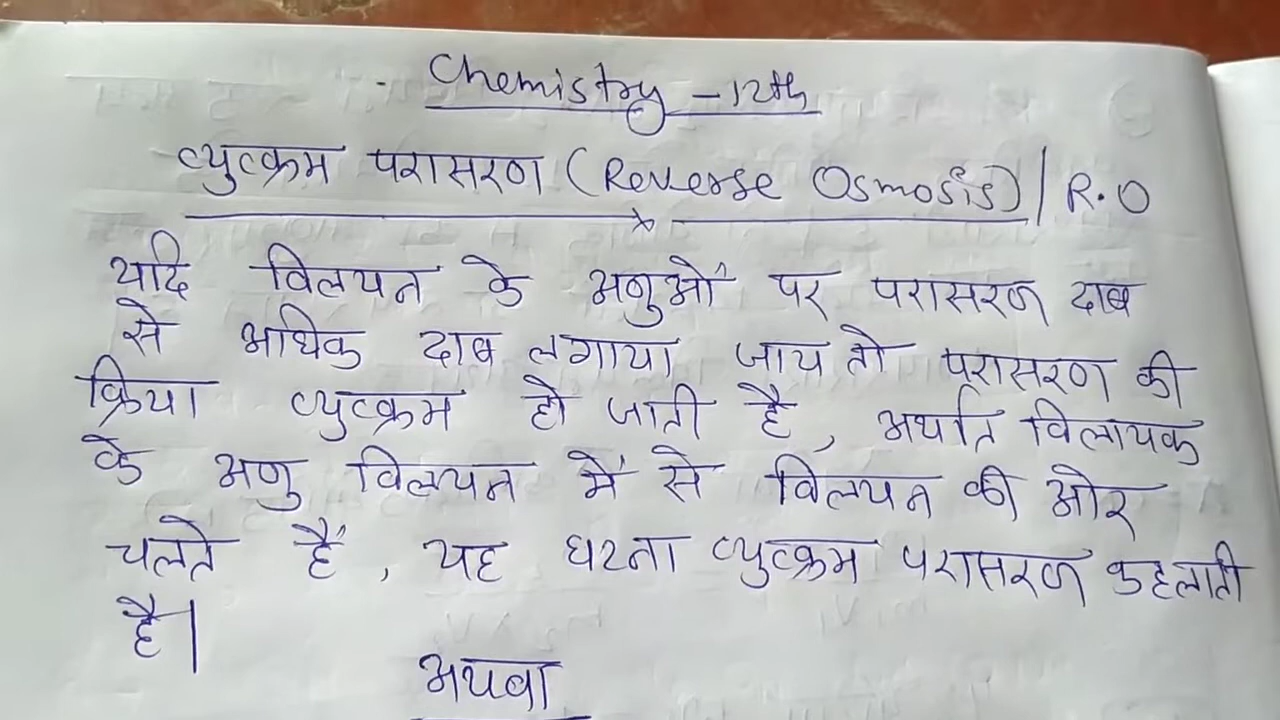 Chemistry - 12th
व्युत्क्रम परासरण (Reverse Osmosis) / R.O
यदि विलयन के अणुओं पर परासरण दाब
से अधिक दाब लगाया जाय तो परासरण की
क्रिया व्युत्क्रम हो जाती है, अर्थात विलायक
के अणु विलयन में से विलयन की ओर
चलते हैं, यह घटना व्युत्क्रम परासरण कहलाती
है।
अथवा